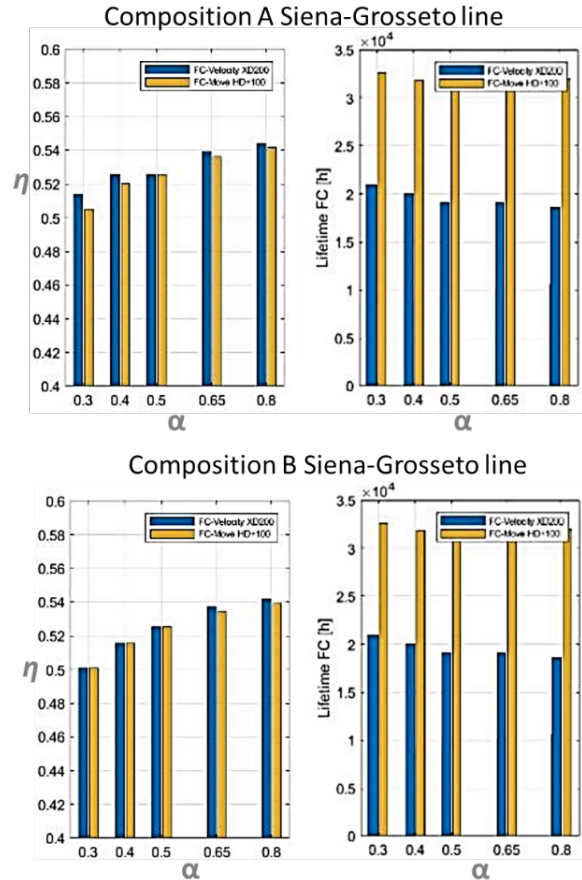 Composition A Siena-Grosseto line
0.6
0.58
0.56
0.54
0.52
0.5
0.48
0.46
0.44
0.42
0.4
η
FC-Velocity XD200
FC-Move HD+100
0.3 0.4 0.5 0.65 0.8
α
×10⁴
3.5
3
2.5
2
1.5
1
0.5
0
Lifetime FC [h]
FC-Velocity XD200
FC-Move HD+100
0.3 0.4 0.5 0.65 0.8
α
Composition B Siena-Grosseto line
0.6
0.58
0.56
0.54
0.52
0.5
0.48
0.46
0.44
0.42
0.4
η
FC-Velocity XD200
FC-Move HD+100
0.3 0.4 0.5 0.65 0.8
α
×10⁴
3.5
3
2.5
2
1.5
1
0.5
0
Lifetime FC [h]
FC-Velocity XD200
FC-Move HD+100
0.3 0.4 0.5 0.65 0.8
α